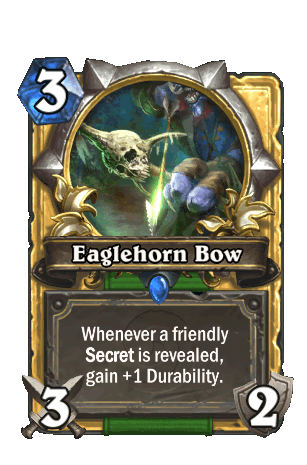 3
Eaglehorn Bow
Whenever a friendly
Secret is revealed,
gain +1 Durability.
3
2